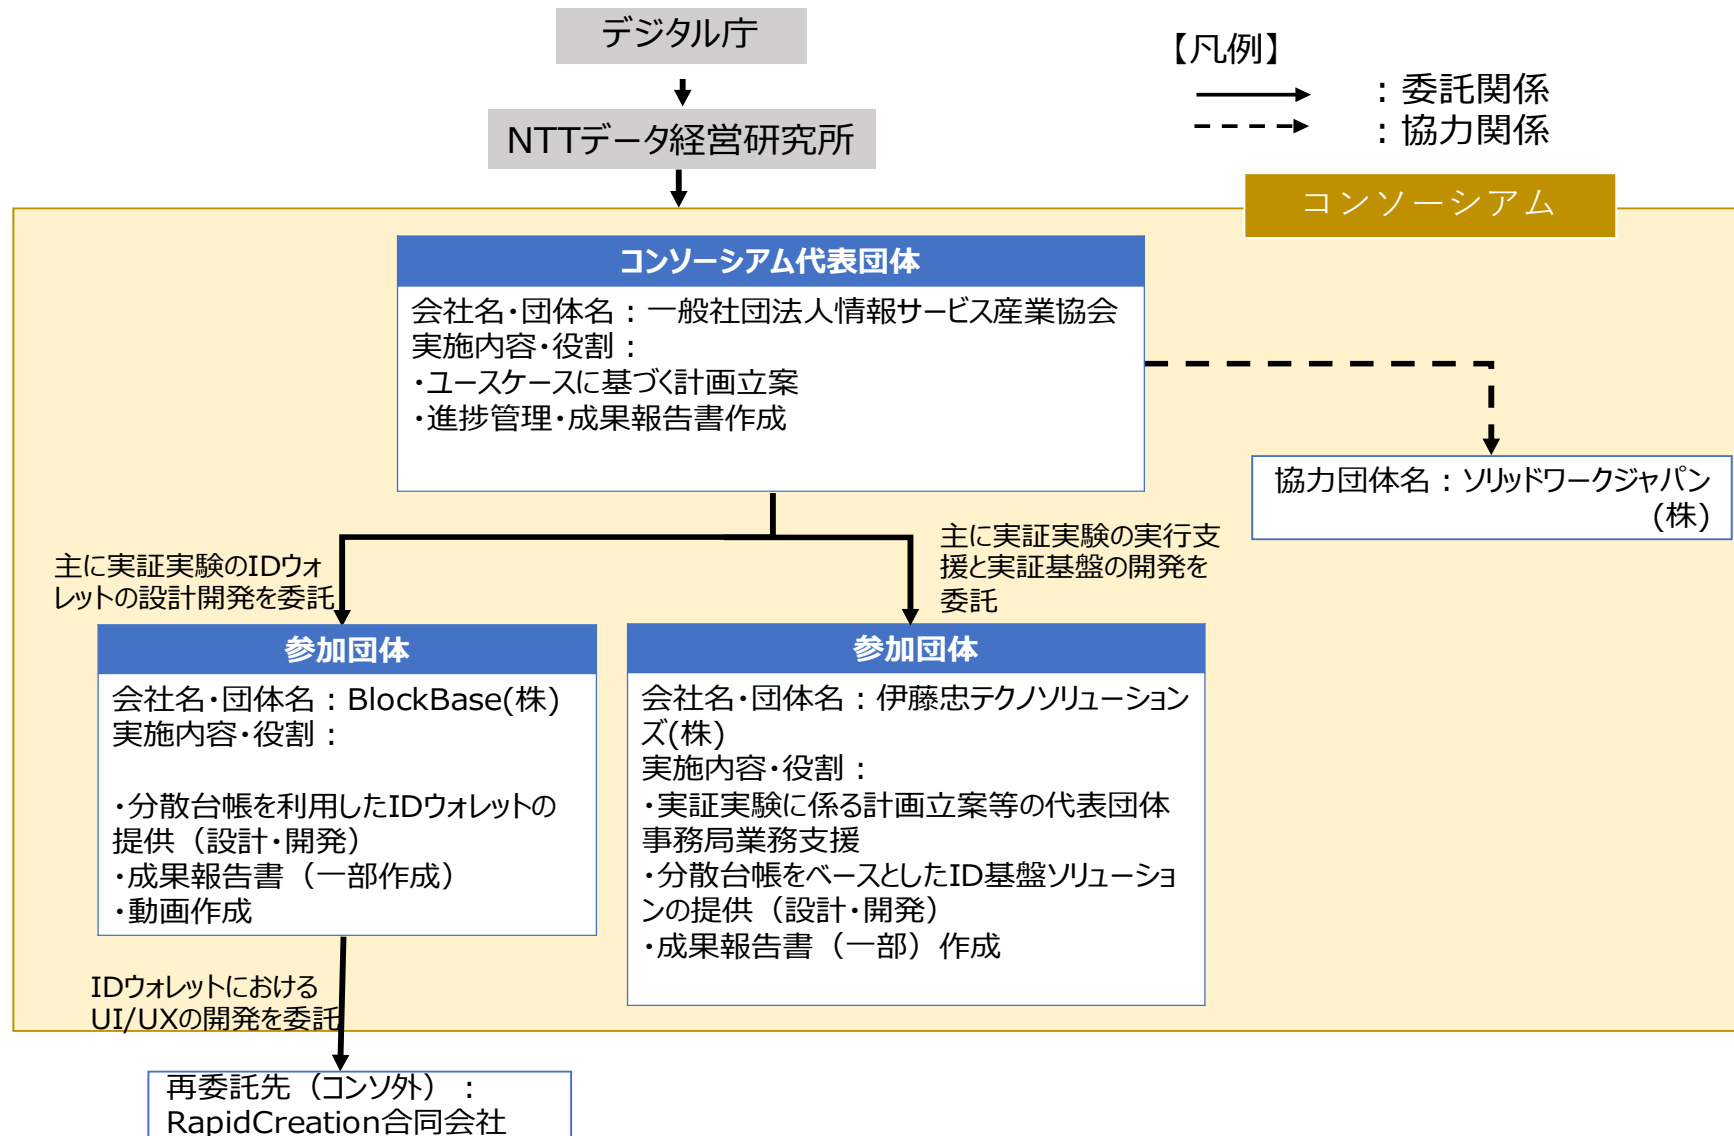 デジタル庁
NTTデータ経営研究所
【凡例】
：委託関係
：協力関係
コンソーシアム
コンソーシアム代表団体
会社名・団体名：一般社団法人情報サービス産業協会
実施内容・役割：
・ユースケースに基づく計画立案
・進捗管理・成果報告書作成
協力団体名：ソリッドワークジャパン
(株)
主に実証実験のIDウォ
レットの設計開発を委託
主に実証実験の実行支
援と実証基盤の開発を
委託
参加団体
会社名・団体名：BlockBase(株)
実施内容・役割：
・分散台帳を利用したIDウォレットの
提供（設計・開発）
・成果報告書（一部作成）
・動画作成
参加団体
会社名・団体名：伊藤忠テクノソリューション
ズ(株)
実施内容・役割：
・実証実験に係る計画立案等の代表団体
事務局業務支援
・分散台帳をベースとしたID基盤ソリューショ
ンの提供（設計・開発）
・成果報告書（一部）作成
IDウォレットにおける
UI/UXの開発を委託
再委託先（コンソ外）：
RapidCreation合同会社